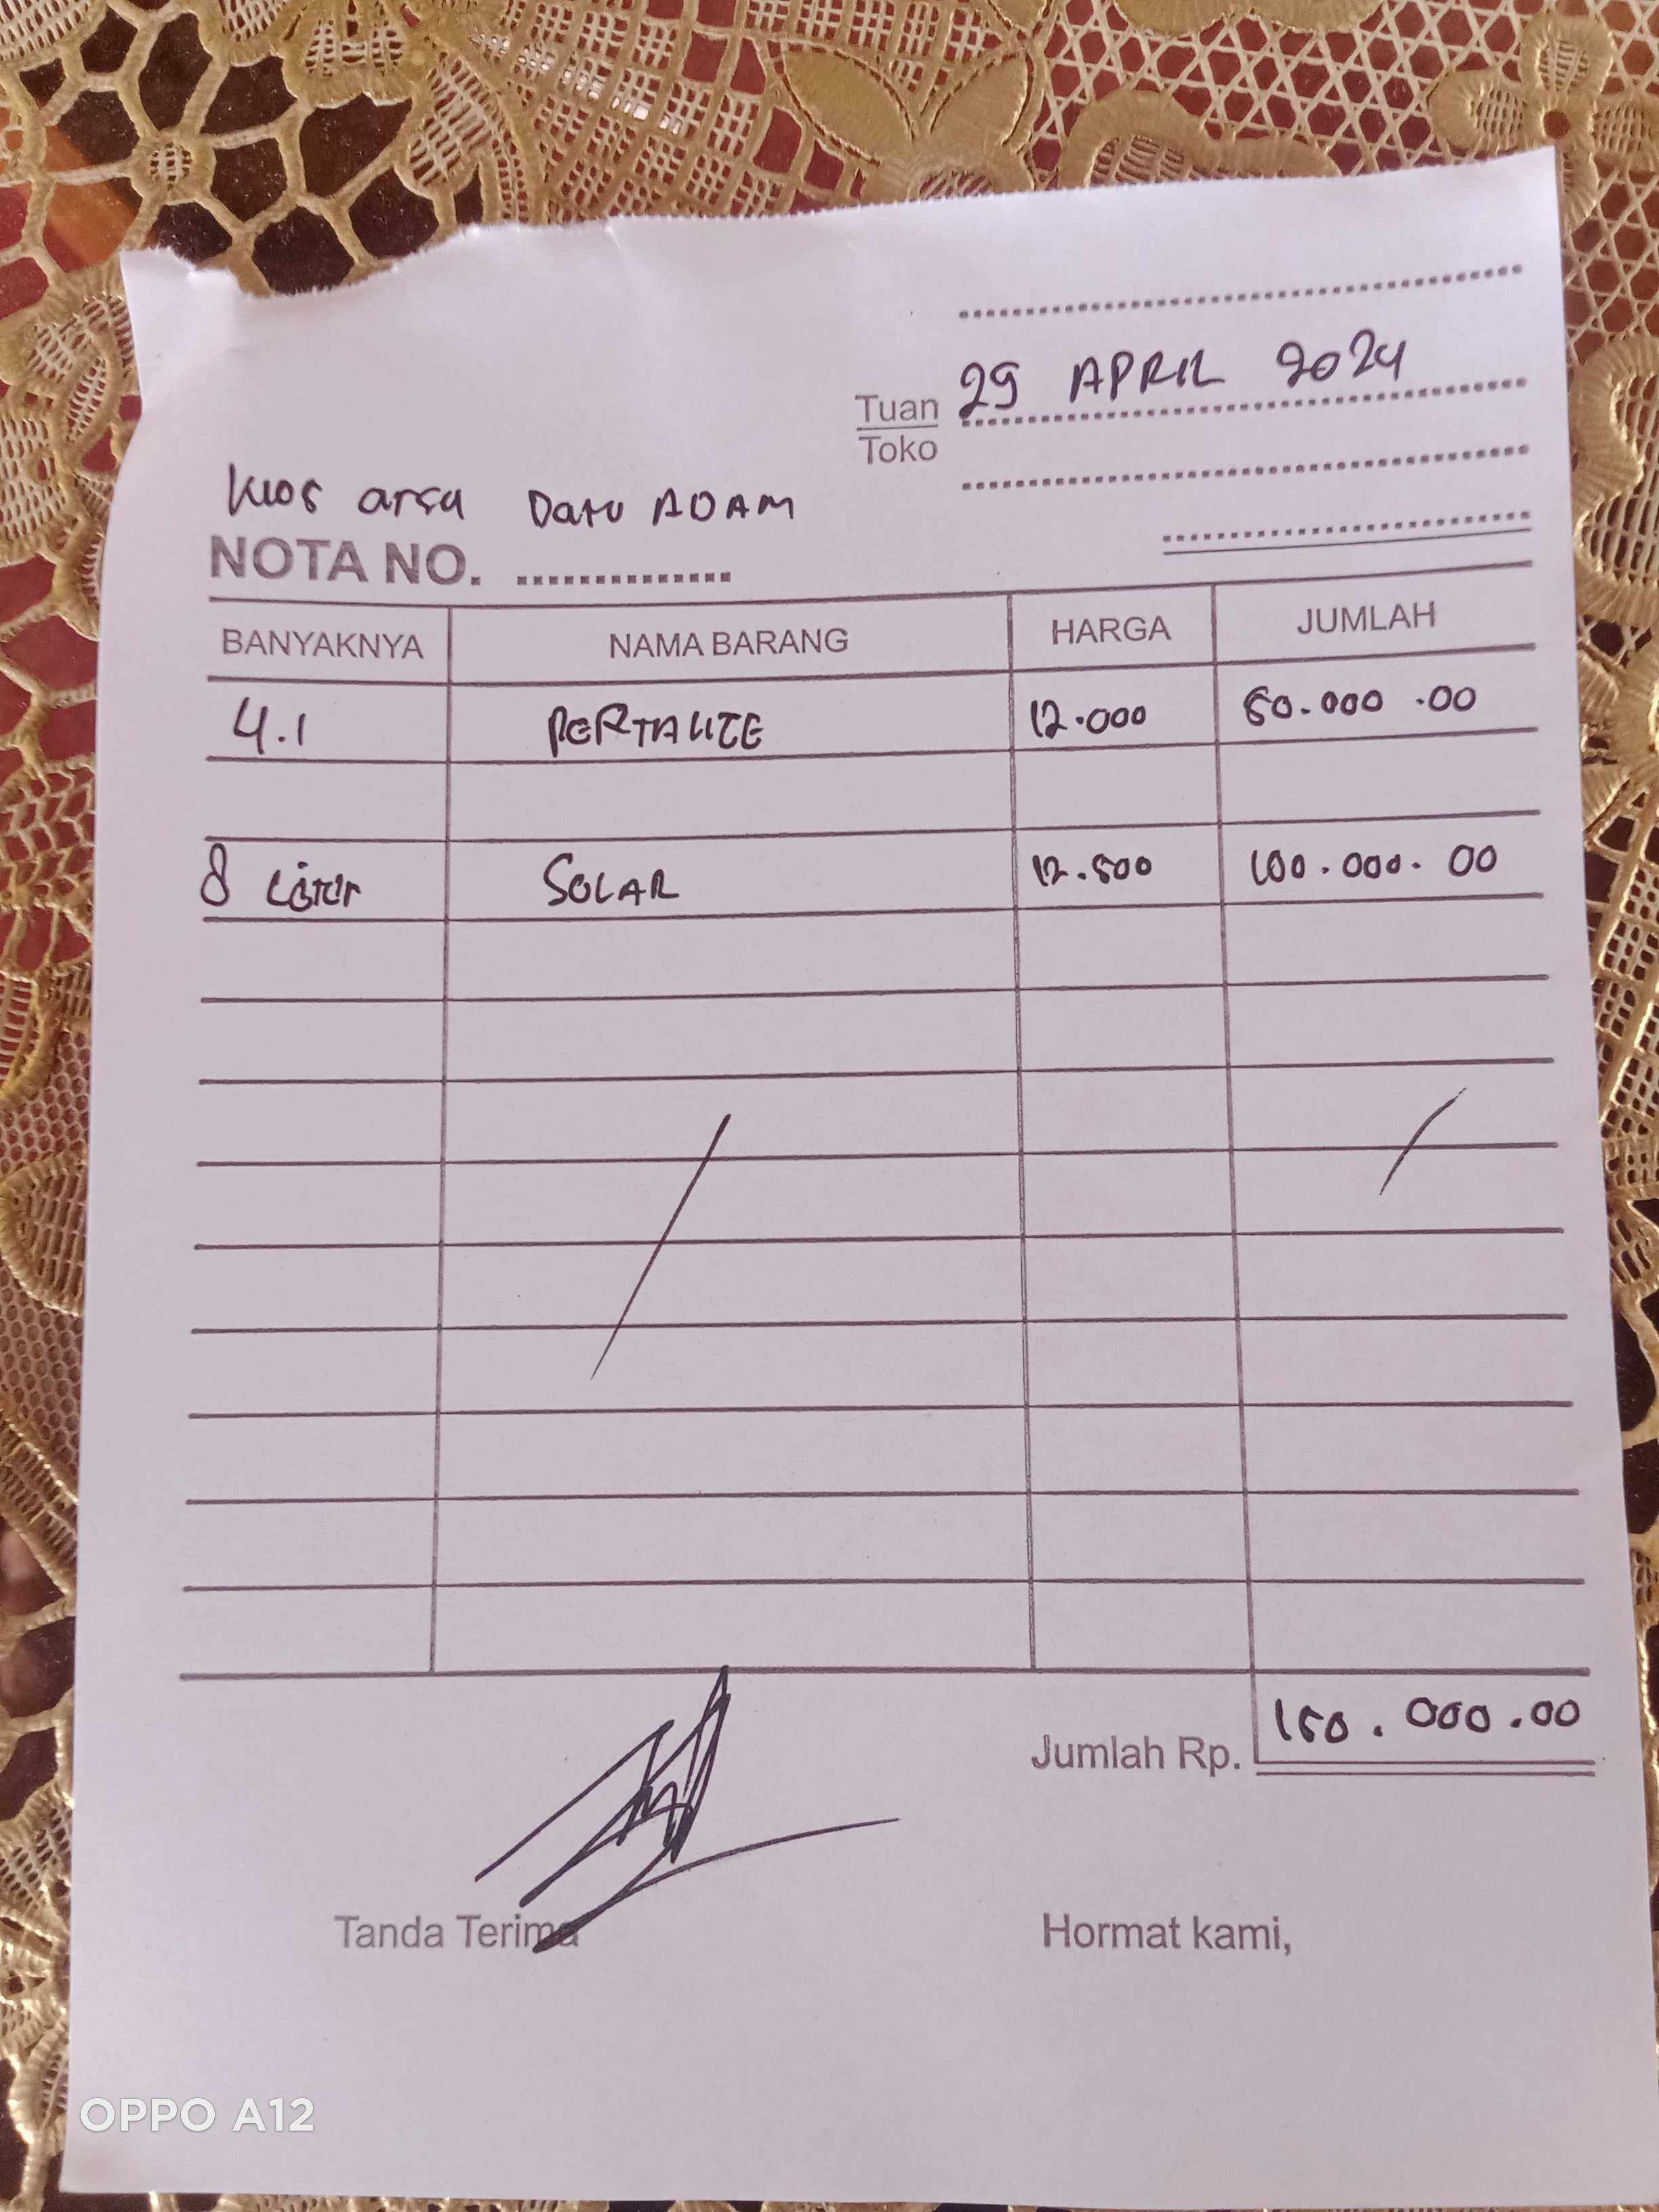 29 APRIL 2024
Tuan
Toko
Kios arsa Datu ADAM
NOTA NO. ..............
BANYAKNYA NAMA BARANG HARGA JUMLAH
4.1 PERTALITE 12.000 50.000.00
8 Liter SOLAR 12.500 100.000.00
Jumlah Rp. 150.000.00
Tanda Terima Hormat kami,
OPPO A12